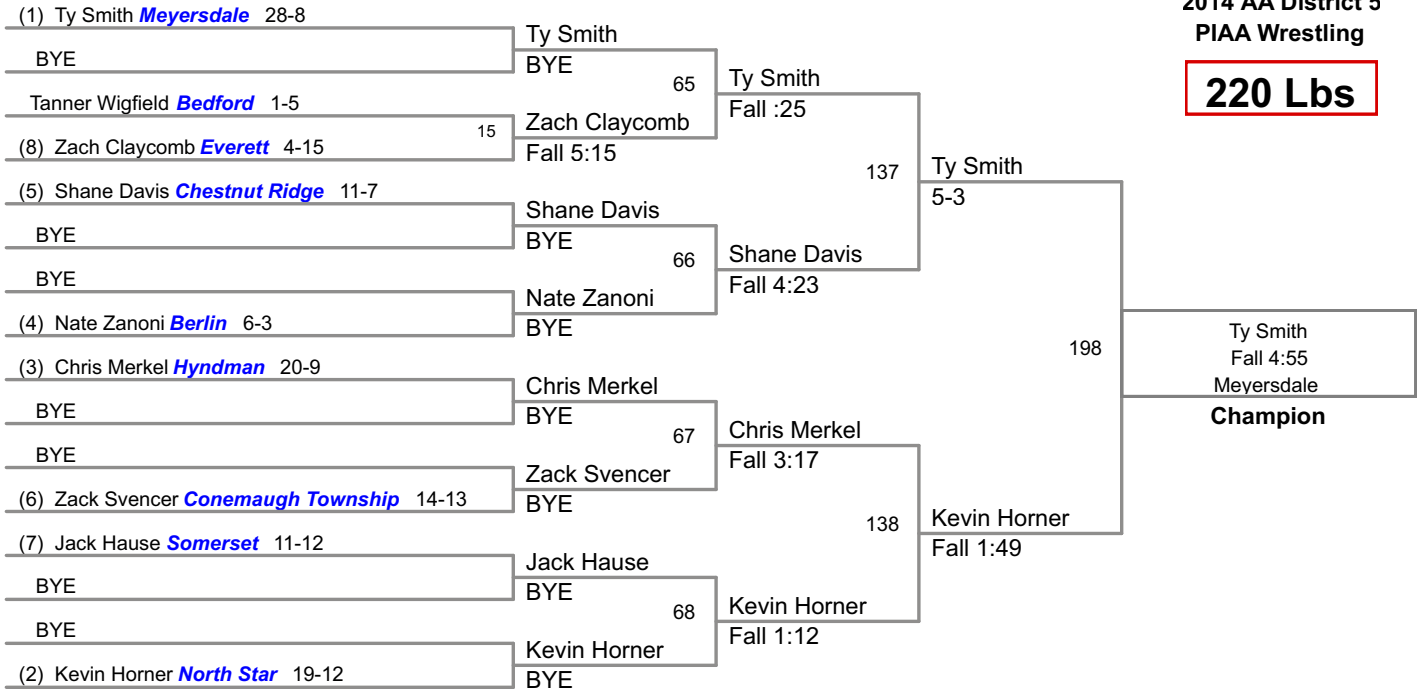 2014 AA District 5
PIAA Wrestling
220 Lbs
(1) Ty Smith Meyersdale 28-8
BYE
Tanner Wigfield Bedford 1-5
(8) Zach Claycomb Everett 4-15
(5) Shane Davis Chestnut Ridge 11-7
BYE
BYE
(4) Nate Zanoni Berlin 6-3
(3) Chris Merkel Hyndman 20-9
BYE
BYE
(6) Zack Svencer Conemaugh Township 14-13
(7) Jack Hause Somerset 11-12
BYE
BYE
(2) Kevin Horner North Star 19-12
15
Ty Smith
BYE
Zach Claycomb
Fall 5:15
Shane Davis
BYE
Nate Zanoni
BYE
Chris Merkel
BYE
Zack Svencer
BYE
Jack Hause
BYE
Kevin Horner
BYE
65
66
67
68
Ty Smith
Fall :25
Shane Davis
Fall 4:23
Chris Merkel
Fall 3:17
Kevin Horner
Fall 1:12
137
138
Ty Smith
5-3
Kevin Horner
Fall 1:49
198
Ty Smith
Fall 4:55
Meyersdale
Champion